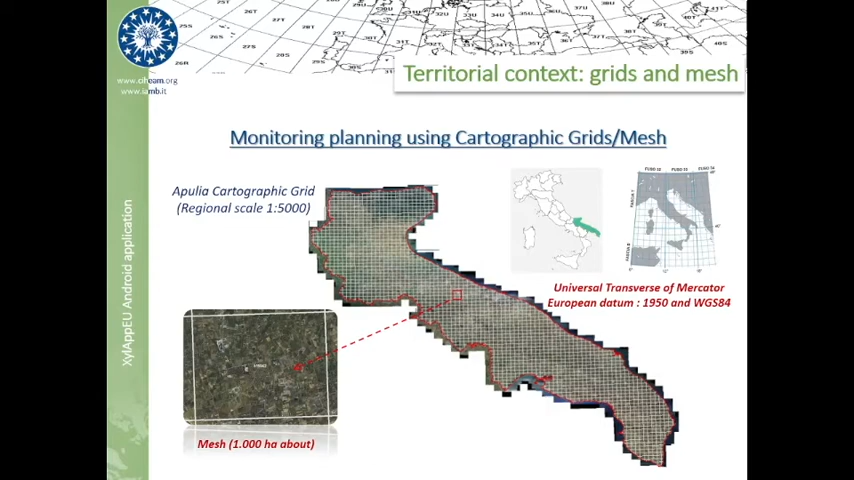 www.ciheam.org
www.iamb.it
Territorial context: grids and mesh
Monitoring planning using Cartographic Grids/Mesh
Apulia Cartographic Grid
(Regional scale 1:5000)
Universal Transverse of Mercator
European datum : 1950 and WGS84
XylAppEU Android application
Mesh (1.000 ha about)